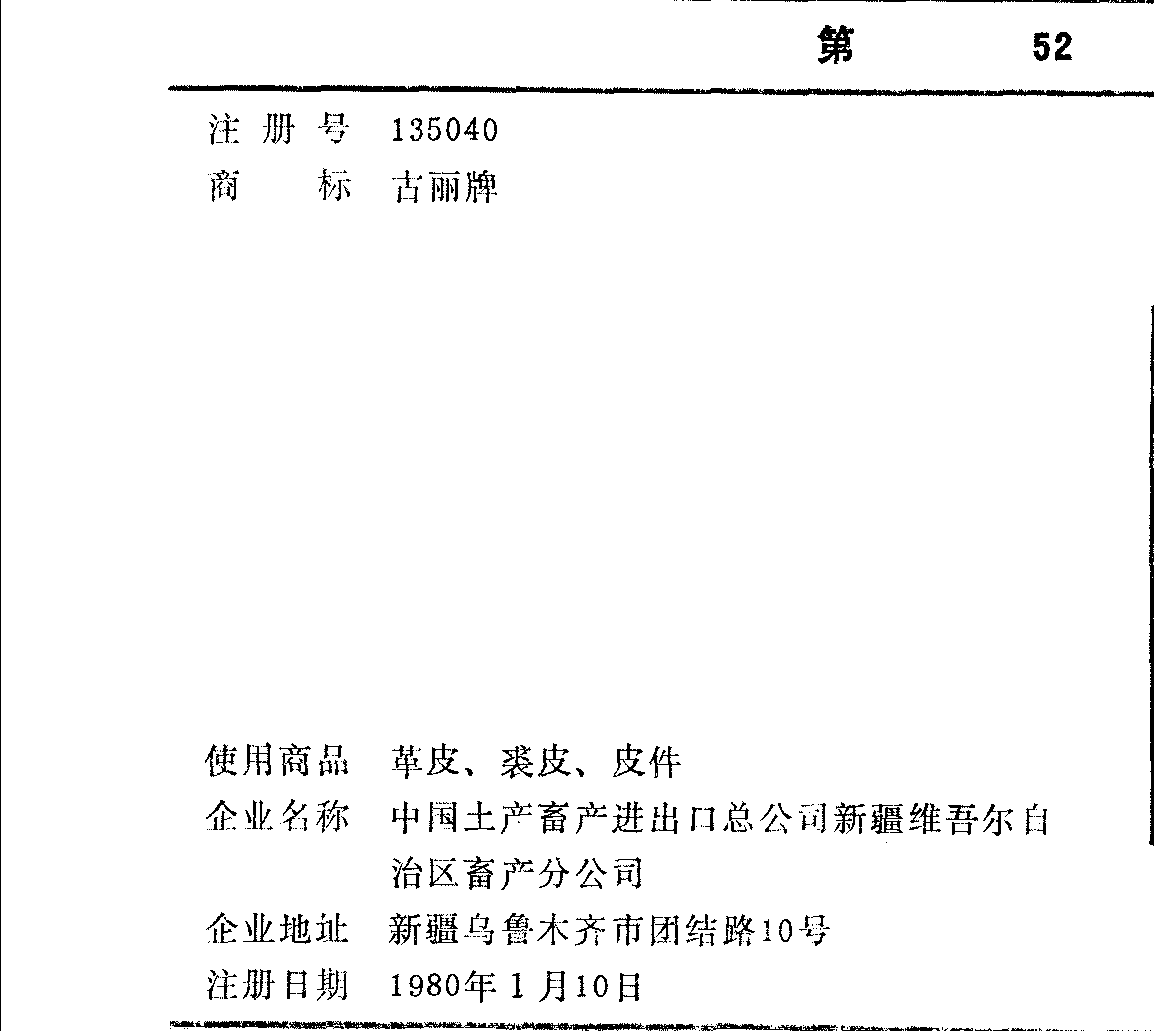 第 52
注册号 135040
商标 古丽牌
使用商品 革皮、裘皮、皮件
企业名称 中国土产畜产进出口总公司新疆维吾尔自
治区畜产分公司
企业地址 新疆乌鲁木齐市团结路10号
注册日期 1980年1月10日